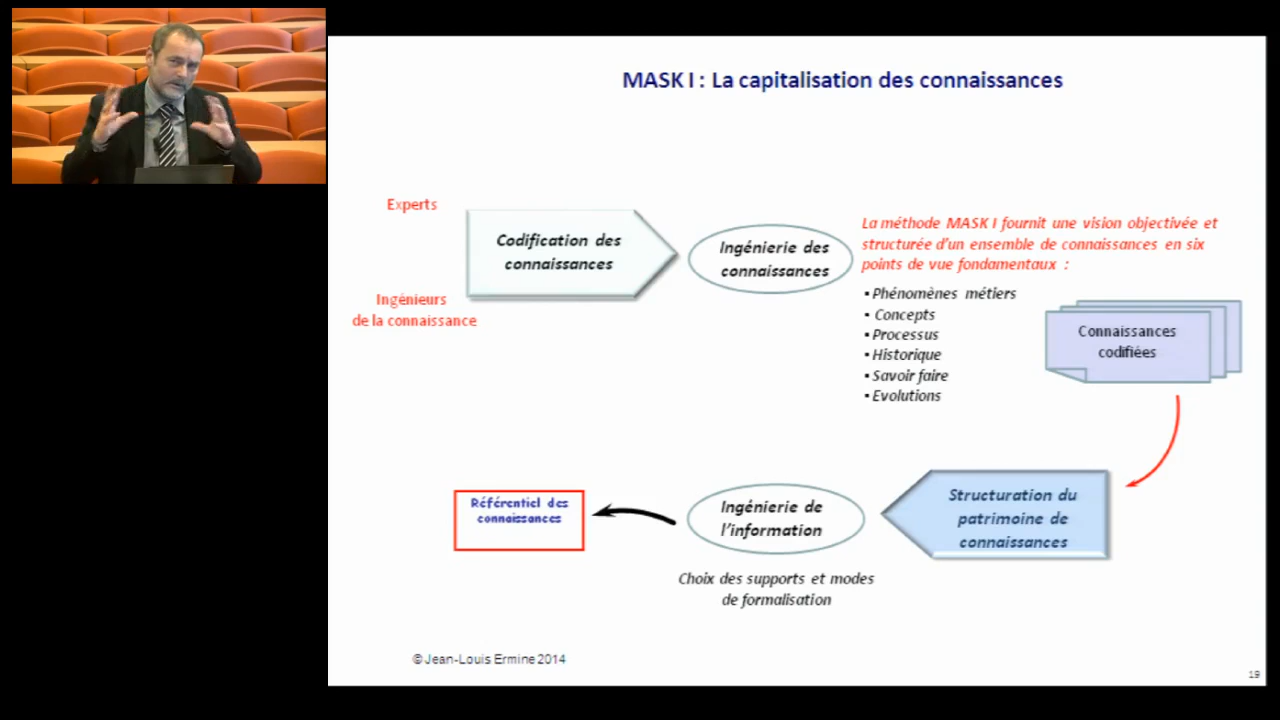 MASK I : La capitalisation des connaissances
Experts
Ingénieurs
de la connaissance
Codification des
connaissances
Ingénierie des
connaissances
La méthode MASK I fournit une vision objectivée et
structurée d'un ensemble de connaissances en six
points de vue fondamentaux :
▪ Phénomènes métiers
▪ Concepts
▪ Processus
▪ Historique
▪ Savoir faire
▪ Evolutions
Connaissances
codifiées
Structuration du
patrimoine de
connaissances
Ingénierie de
l'information
Choix des supports et modes
de formalisation
Référentiel des
connaissances
© Jean-Louis Ermine 2014
19